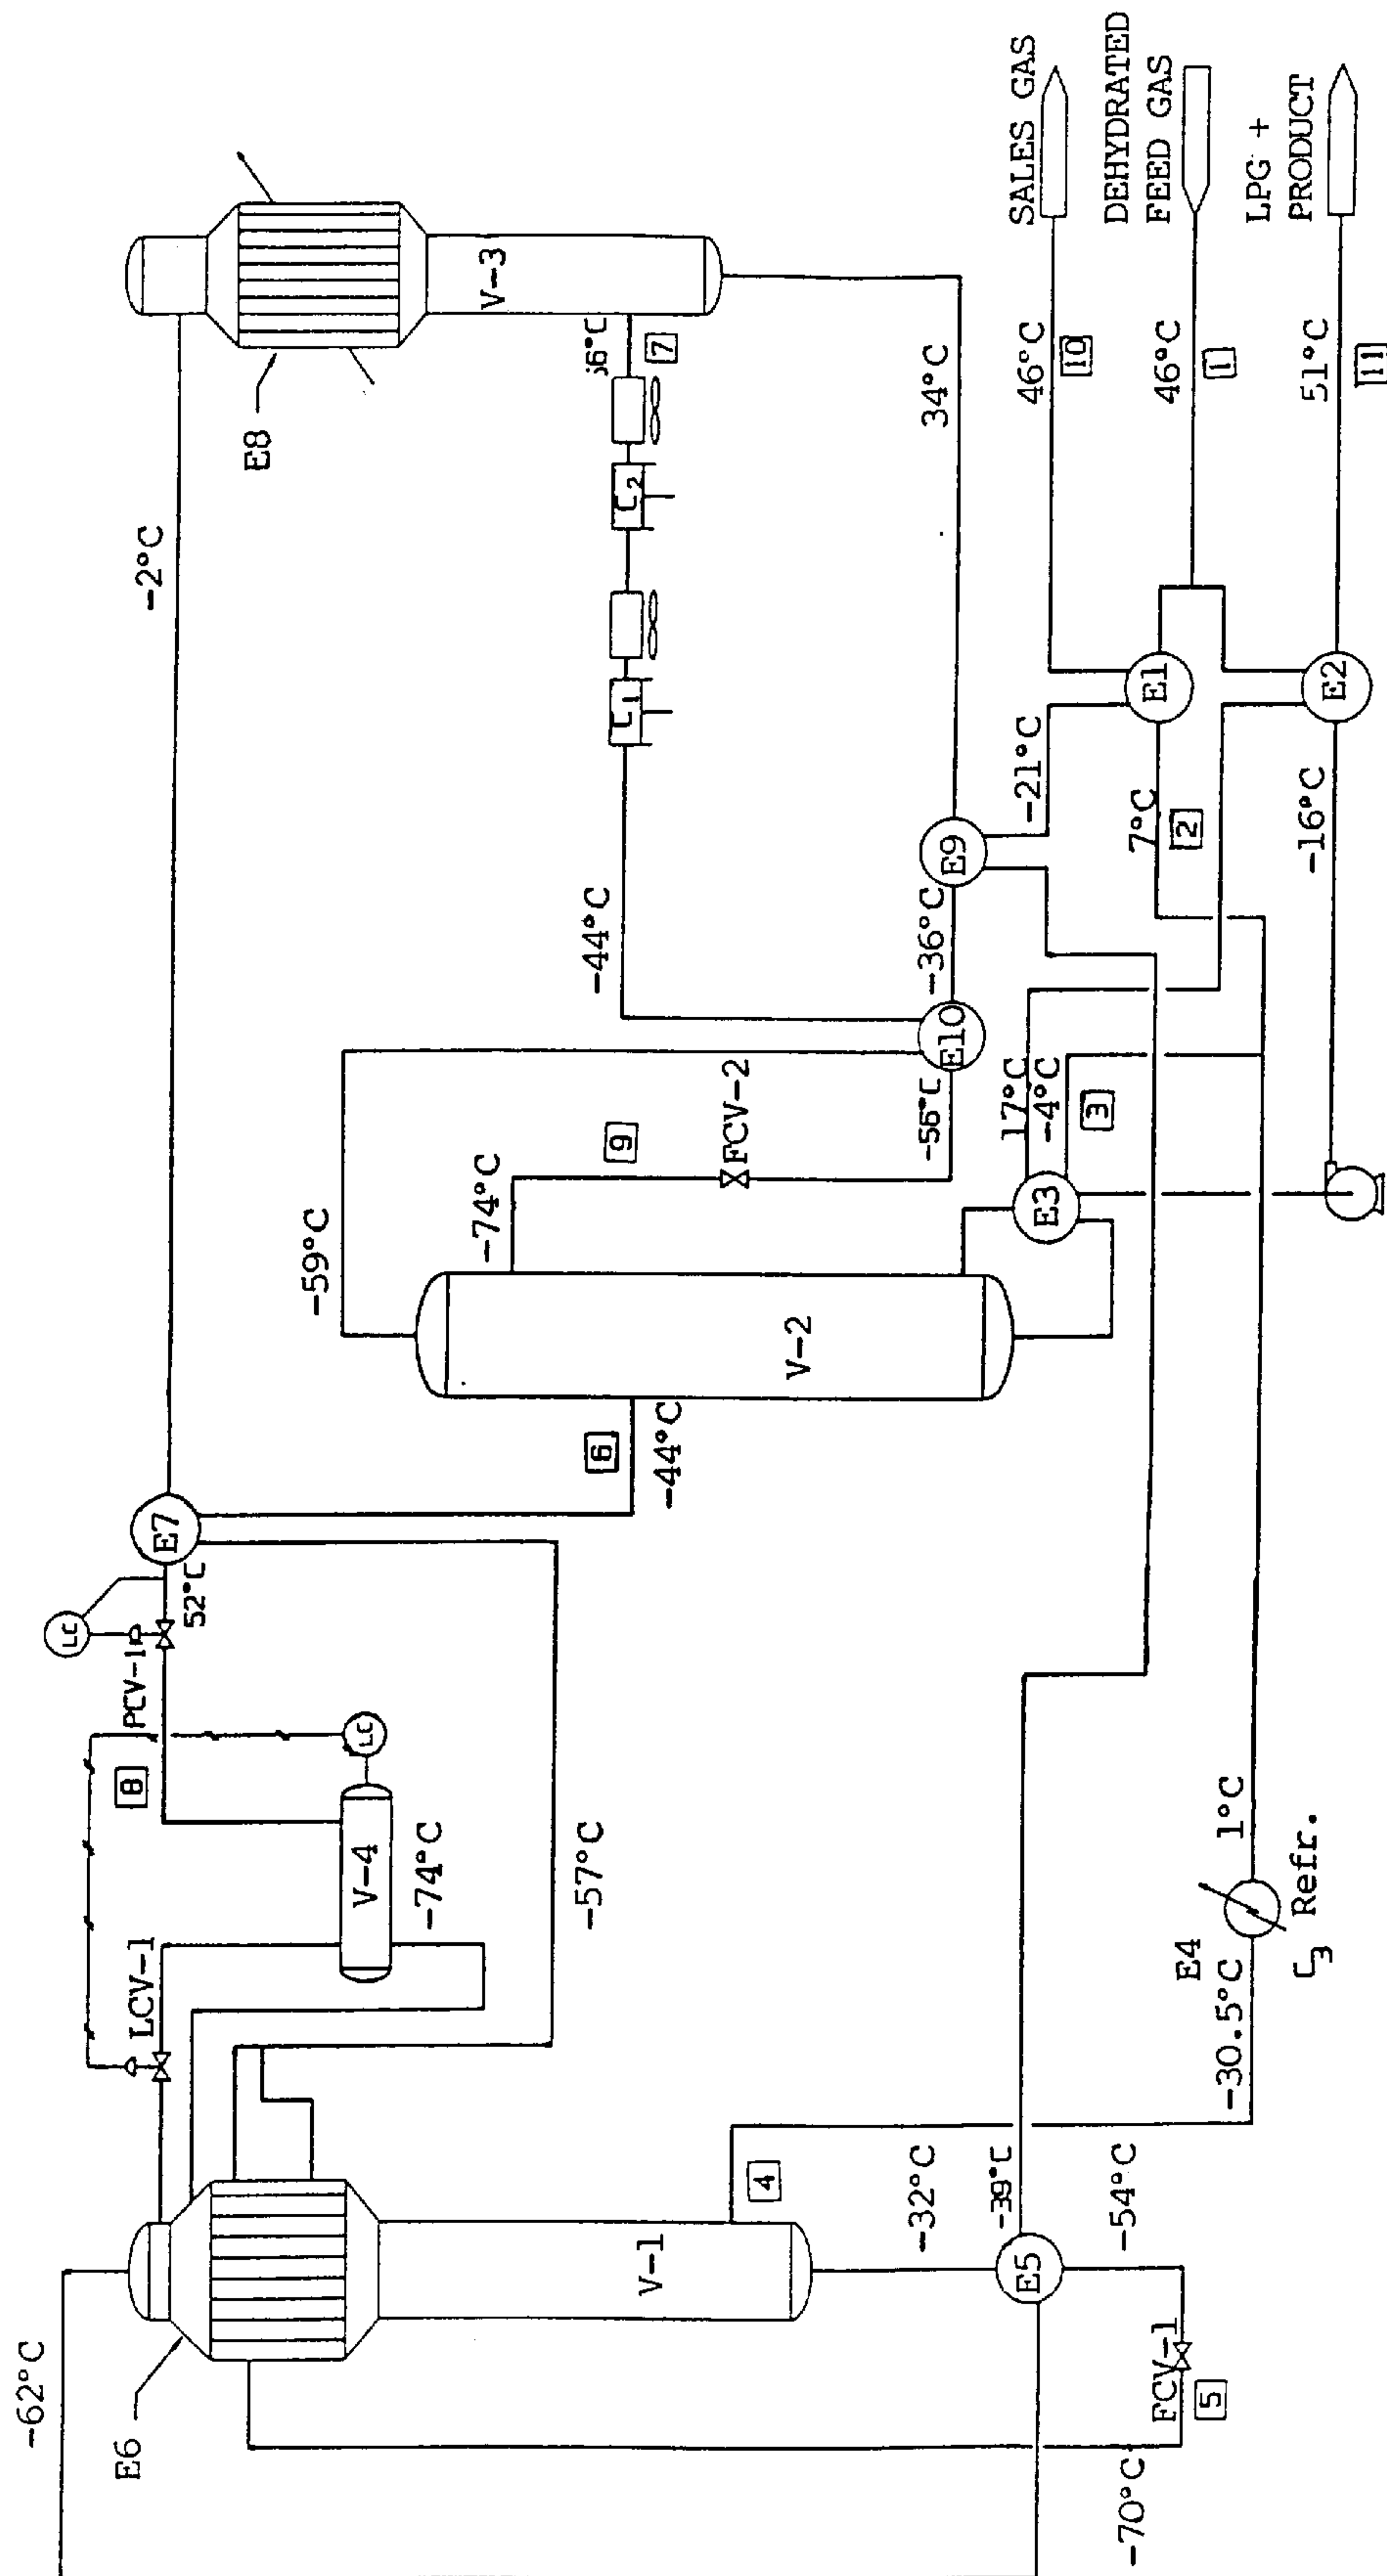 -62°C
E6
-70°C
5
FCV-1
-54°C
E5
-39°C
-32°C
V-1
4
-30.5°C
E4
C3 Refr.
1°C
LCV-1
V-4
-74°C
LC
8
PCV-1
LC
52°C
E7
-57°C
6
-44°C
V-2
-59°C
-74°C
9
FCV-2
-56°C
E10
E3
17°C
-4°C
3
-36°C
E9
-44°C
-21°C
7°C
2
-16°C
E1
E2
C1
C2
-2°C
E8
V-3
7
34°C
46°C
10
46°C
1
51°C
11
SALES GAS
DEHYDRATED
FEED GAS
LPG +
PRODUCT